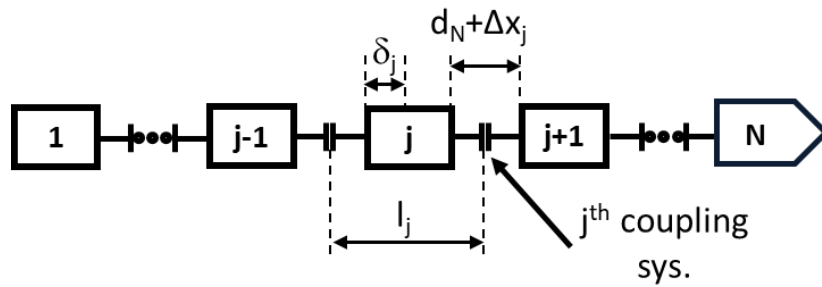 d_N+Δx_j
δ_j
1
j-1
j
j+1
N
l_j
j^th coupling
sys.